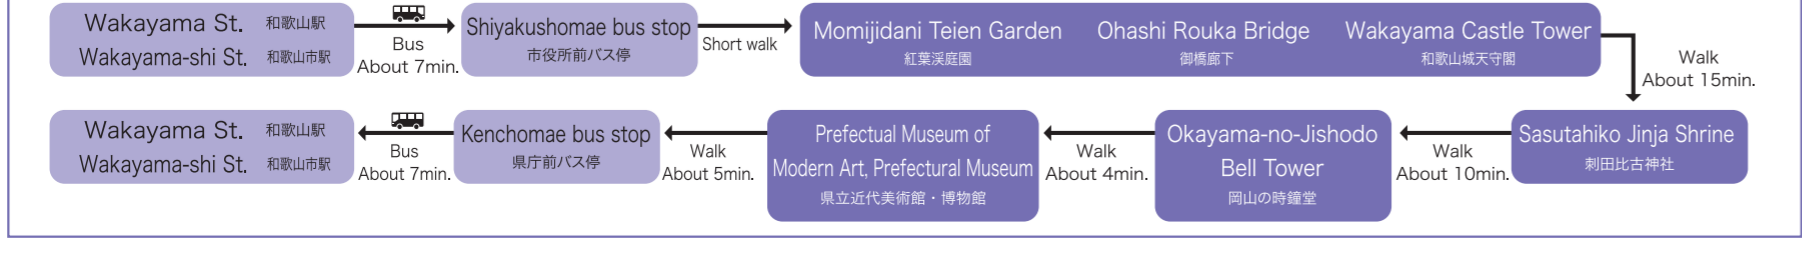 Wakayama St. 和歌山駅
Wakayama-shi St. 和歌山市駅
Bus
About 7min.
Shiyakushomae bus stop
市役所前バス停
Short walk
Momijidani Teien Garden
紅葉渓庭園
Ohashi Rouka Bridge
御橋廊下
Wakayama Castle Tower
和歌山城天守閣
Walk
About 15min.
Sasutahiko Jinja Shrine
刺田比古神社
Walk
About 10min.
Okayama-no-Jishodo
Bell Tower
岡山の時鐘堂
Walk
About 4min.
Prefectual Museum of
Modern Art, Prefectural Museum
県立近代美術館・博物館
Walk
About 5min.
Kenchomae bus stop
県庁前バス停
Bus
About 7min.
Wakayama St. 和歌山駅
Wakayama-shi St. 和歌山市駅